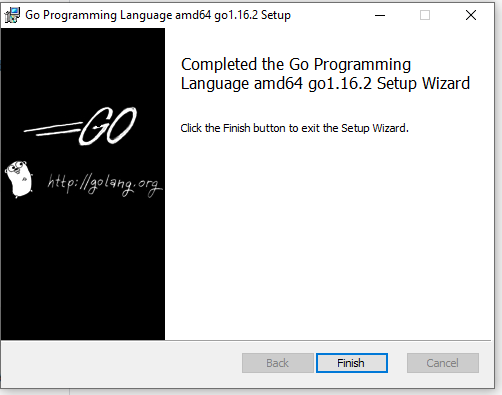 Go Programming Language amd64 go1.16.2 Setup
Completed the Go Programming
Language amd64 go1.16.2 Setup Wizard
Click the Finish button to exit the Setup Wizard.
GO
http://golang.org
Back
Finish
Cancel